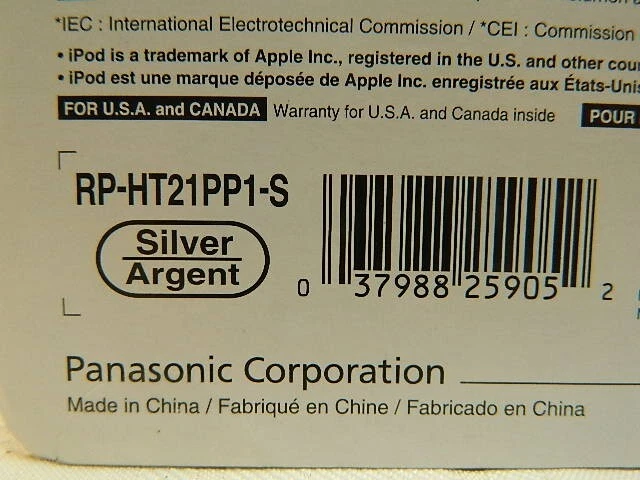 *IEC : International Electrotechnical Commission / *CEI : Commission
• iPod is a trademark of Apple Inc., registered in the U.S. and other
• iPod est une marque déposée de Apple Inc. enregistrée aux
FOR U.S.A. and CANADA Warranty for U.S.A. and Canada inside POUR
RP-HT21PP1-S
Silver
Argent
0 37988 25905 2
Panasonic Corporation
Made in China / Fabriqué en Chine / Fabricado en China